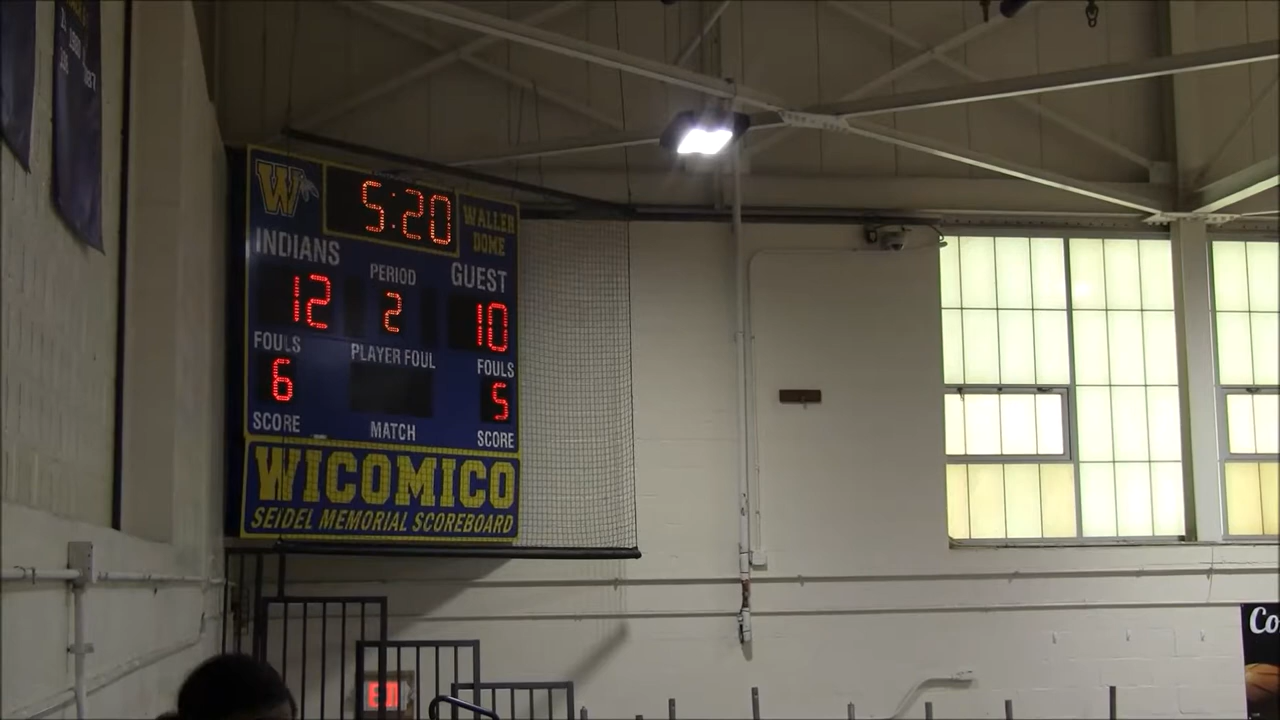 W
5:20
WALLER
DOME
INDIANS
PERIOD
GUEST
12
2
10
FOULS
PLAYER FOUL
FOULS
6
5
SCORE
MATCH
SCORE
WICOMICO
SEIDEL MEMORIAL SCOREBOARD
EXIT
Co